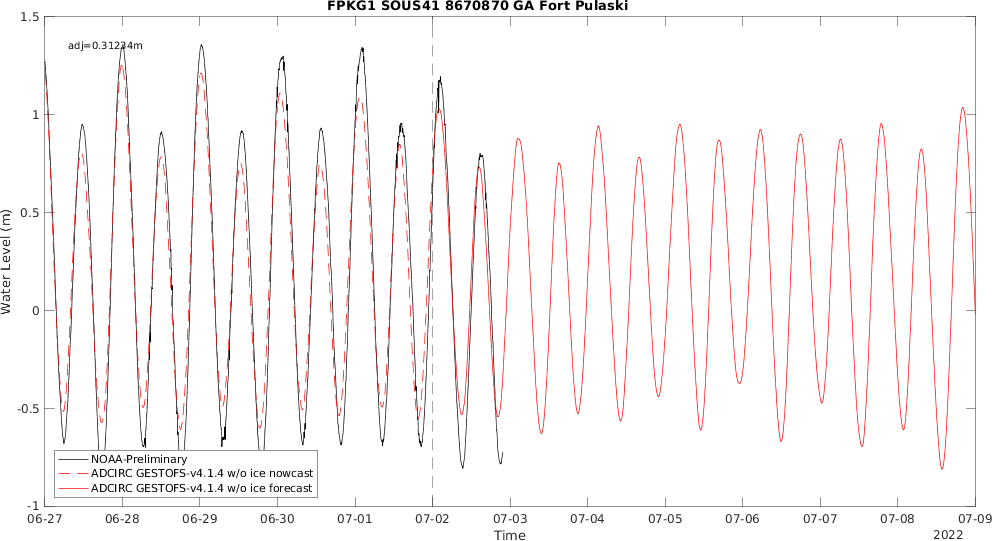 FPKG1 SOUS41 8670870 GA Fort Pulaski
adj=0.31234m
Water Level (m)
1.5
1
0.5
0
-0.5
-1
NOAA-Preliminary
ADCIRC GESTOFS-v4.1.4 w/o ice nowcast
ADCIRC GESTOFS-v4.1.4 w/o ice forecast
06-27 06-28 06-29 06-30 07-01 07-02 07-03 07-04 07-05 07-06 07-07 07-08 07-09
Time
2022